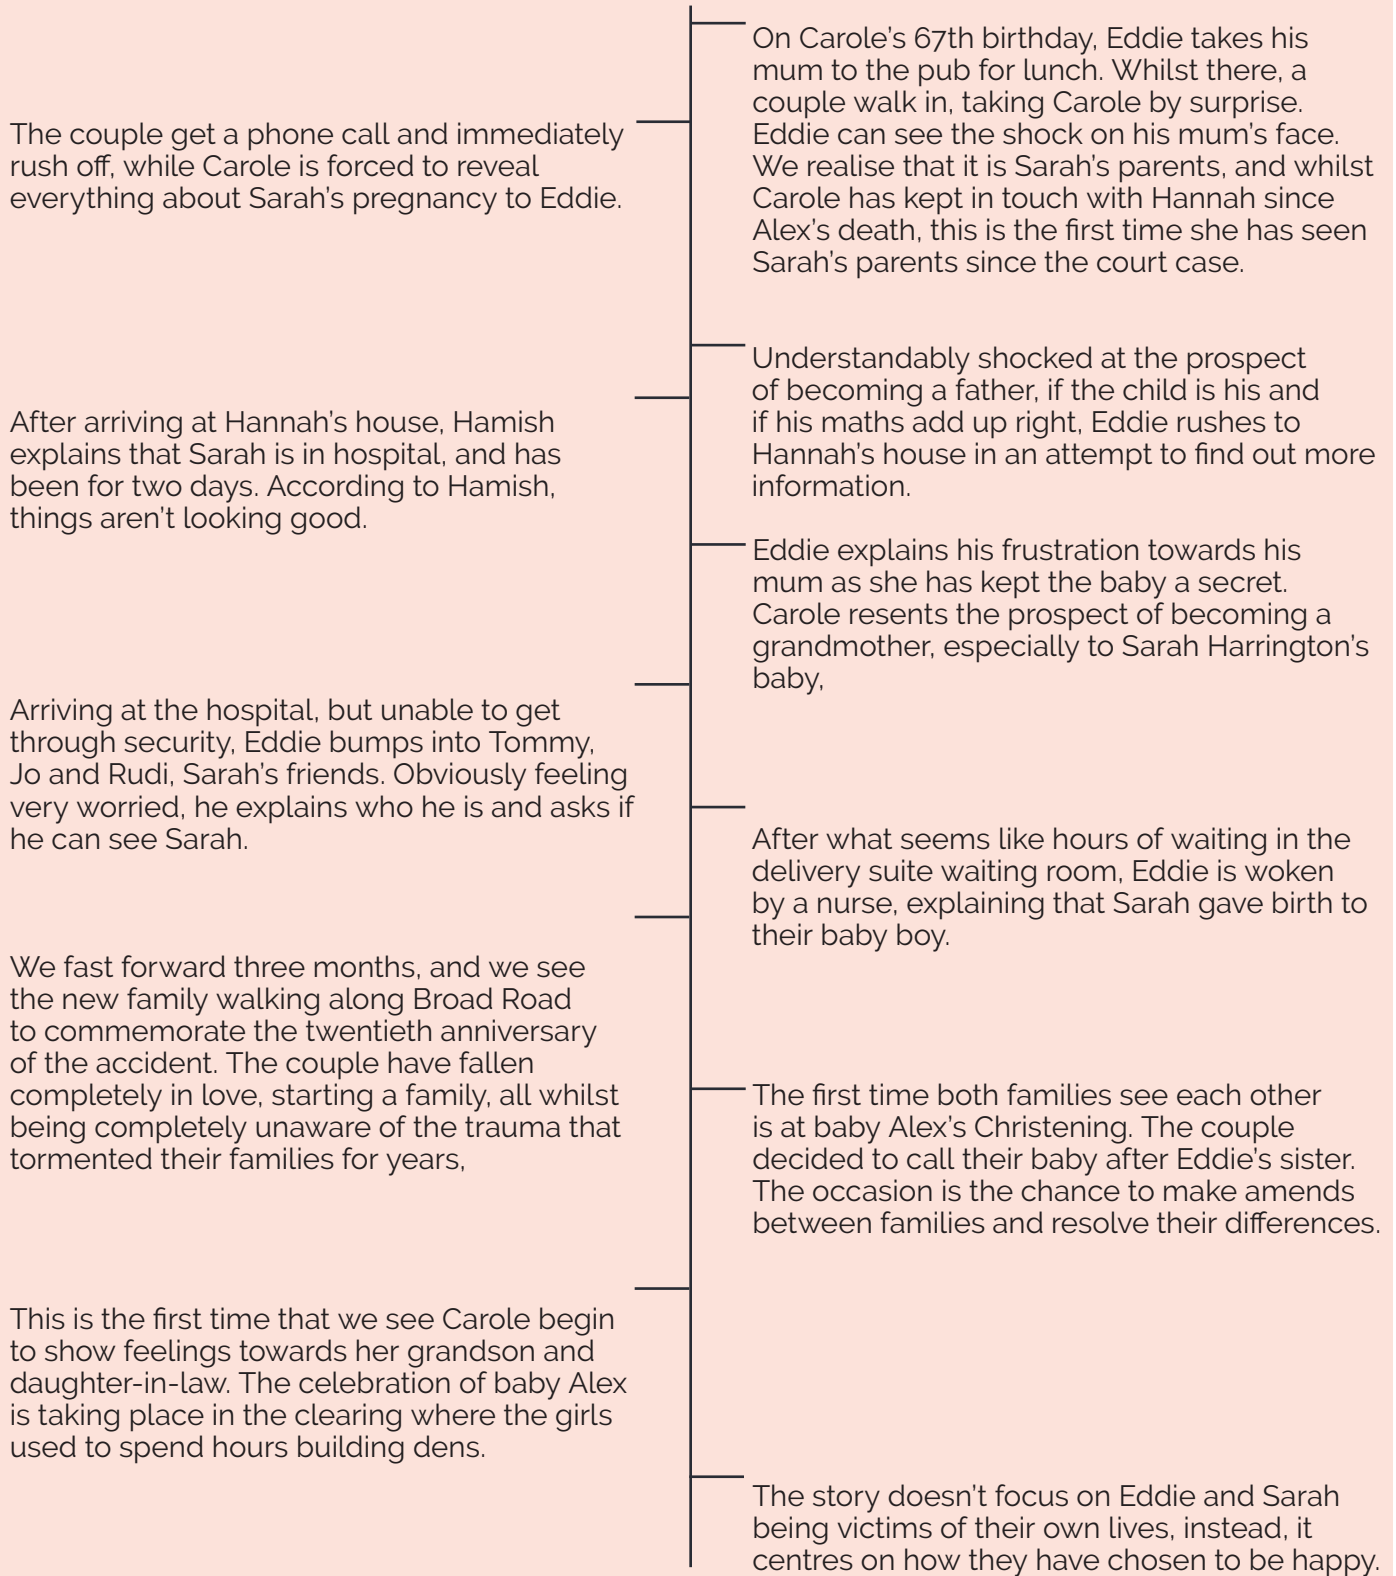 On Carole’s 67th birthday, Eddie takes his
mum to the pub for lunch. Whilst there, a
couple walk in, taking Carole by surprise.
Eddie can see the shock on his mum’s face.
We realise that it is Sarah’s parents, and whilst
Carole has kept in touch with Hannah since
Alex’s death, this is the first time she has seen
Sarah’s parents since the court case.
The couple get a phone call and immediately
rush off, while Carole is forced to reveal
everything about Sarah’s pregnancy to Eddie.
Understandably shocked at the prospect
of becoming a father, if the child is his and
if his maths add up right, Eddie rushes to
Hannah’s house in an attempt to find out more
information.
After arriving at Hannah’s house, Hamish
explains that Sarah is in hospital, and has
been for two days. According to Hamish,
things aren’t looking good.
Eddie explains his frustration towards his
mum as she has kept the baby a secret.
Carole resents the prospect of becoming a
grandmother, especially to Sarah Harrington’s
baby,
Arriving at the hospital, but unable to get
through security, Eddie bumps into Tommy,
Jo and Rudi, Sarah’s friends. Obviously feeling
very worried, he explains who he is and asks if
he can see Sarah.
After what seems like hours of waiting in the
delivery suite waiting room, Eddie is woken
by a nurse, explaining that Sarah gave birth to
their baby boy.
We fast forward three months, and we see
the new family walking along Broad Road
to commemorate the twentieth anniversary
of the accident. The couple have fallen
completely in love, starting a family, all whilst
being completely unaware of the trauma that
tormented their families for years,
The first time both families see each other
is at baby Alex’s Christening. The couple
decided to call their baby after Eddie’s sister.
The occasion is the chance to make amends
between families and resolve their differences.
This is the first time that we see Carole begin
to show feelings towards her grandson and
daughter-in-law. The celebration of baby Alex
is taking place in the clearing where the girls
used to spend hours building dens.
The story doesn’t focus on Eddie and Sarah
being victims of their own lives, instead, it
centres on how they have chosen to be happy.